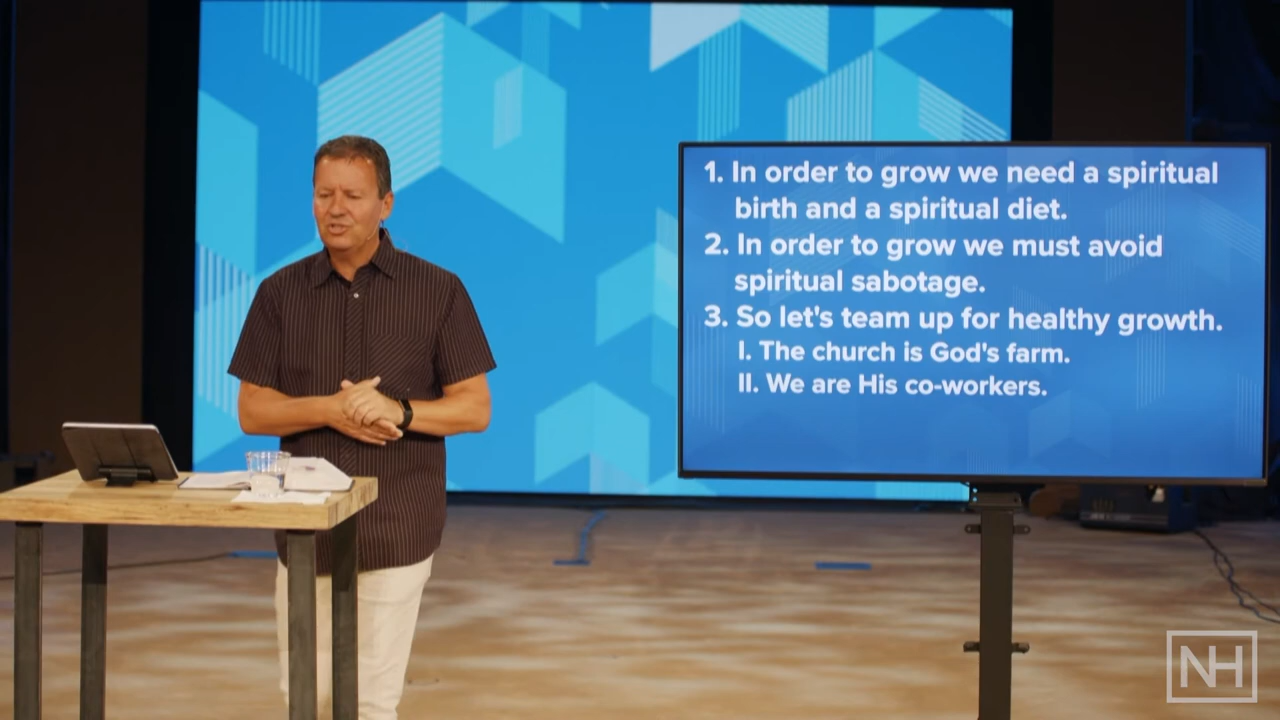 1. In order to grow we need a spiritual
birth and a spiritual diet.
2. In order to grow we must avoid
spiritual sabotage.
3. So let's team up for healthy growth.
I. The church is God's farm.
II. We are His co-workers.
NH